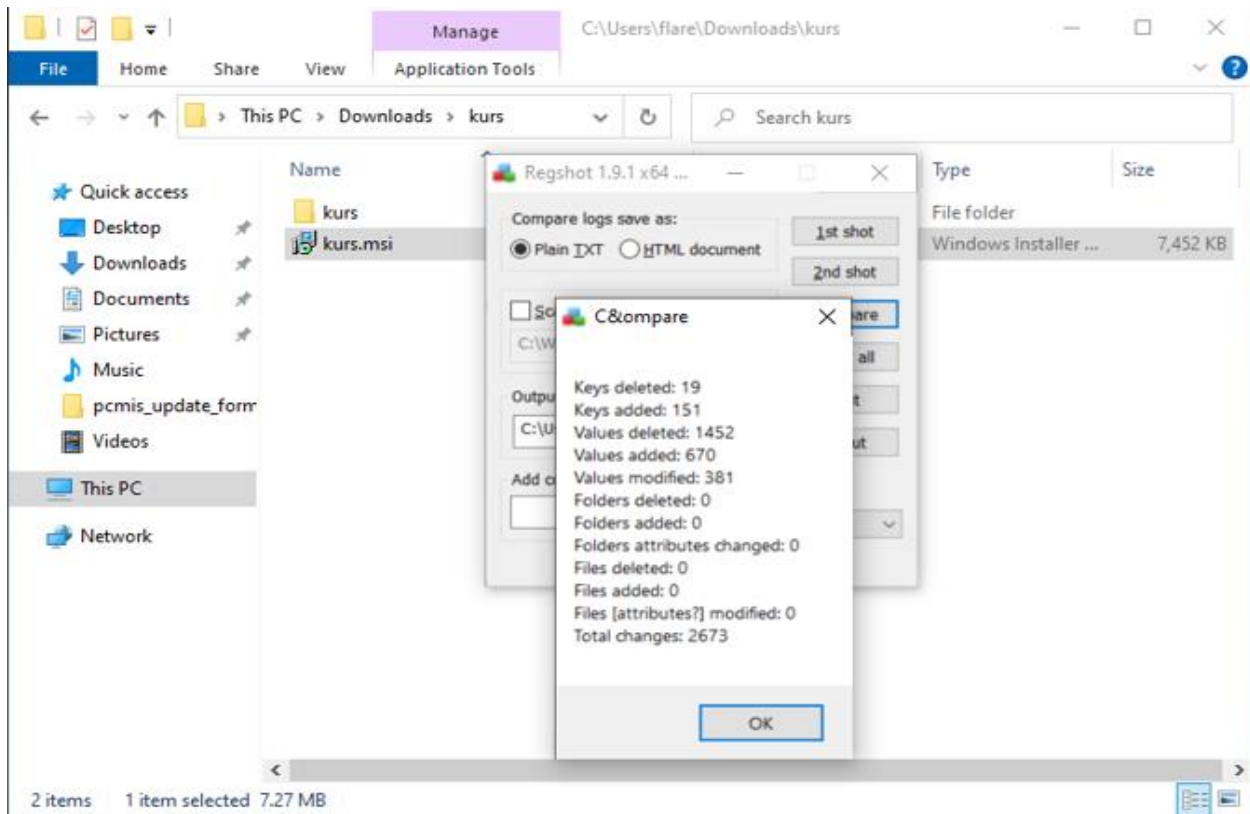 Manage
C:\Users\flare\Downloads\kurs
File Home Share View Application Tools
This PC > Downloads > kurs
Search kurs
Name
Type
Size
Quick access
Desktop
Downloads
Documents
Pictures
Music
pcmis_update_form
Videos
This PC
Network
kurs
File folder
kurs.msi
Windows Installer ...
7,452 KB
Regshot 1.9.1 x64 ...
Compare logs save as:
Plain TXT HTML document
1st shot
2nd shot
C&ompare
Keys deleted: 19
Keys added: 151
Values deleted: 1452
Values added: 670
Values modified: 381
Folders deleted: 0
Folders added: 0
Folders attributes changed: 0
Files deleted: 0
Files added: 0
Files [attributes?] modified: 0
Total changes: 2673
OK
2 items 1 item selected 7.27 MB